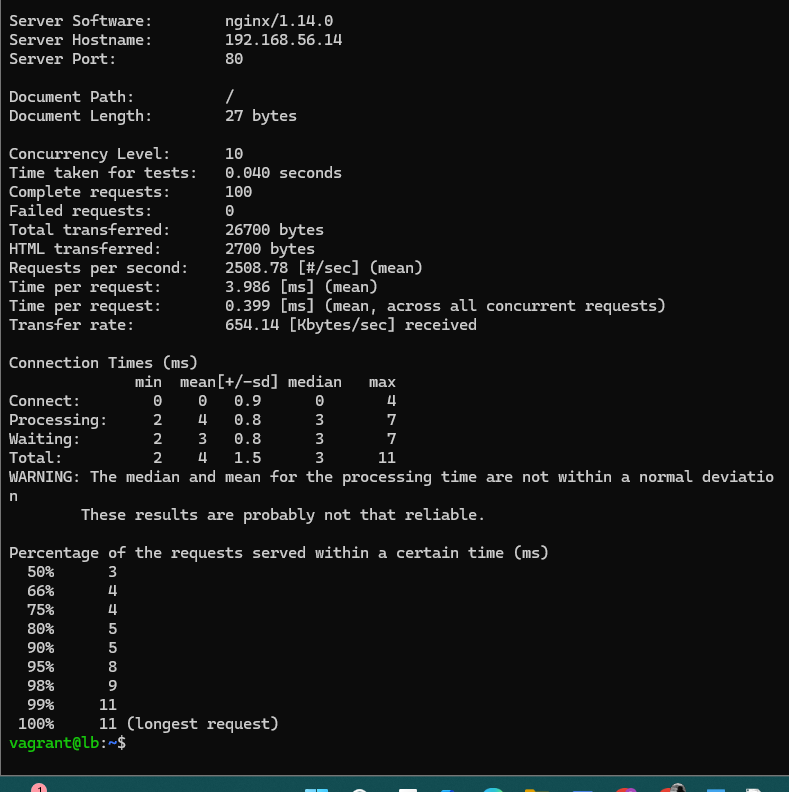 Server Software:        nginx/1.14.0
Server Hostname:        192.168.56.14
Server Port:            80

Document Path:          /
Document Length:        27 bytes

Concurrency Level:      10
Time taken for tests:   0.040 seconds
Complete requests:      100
Failed requests:        0
Total transferred:      26700 bytes
HTML transferred:       2700 bytes
Requests per second:    2508.78 [#/sec] (mean)
Time per request:       3.986 [ms] (mean)
Time per request:       0.399 [ms] (mean, across all concurrent requests)
Transfer rate:          654.14 [Kbytes/sec] received

Connection Times (ms)
              min  mean[+/-sd] median   max
Connect:        0    0   0.9      0       4
Processing:     2    4   0.8      3       7
Waiting:        2    3   0.8      3       7
Total:          2    4   1.5      3      11
WARNING: The median and mean for the processing time are not within a normal deviatio
n
        These results are probably not that reliable.

Percentage of the requests served within a certain time (ms)
  50%      3
  66%      4
  75%      4
  80%      5
  90%      5
  95%      8
  98%      9
  99%     11
 100%     11 (longest request)
vagrant@lb:~$
1